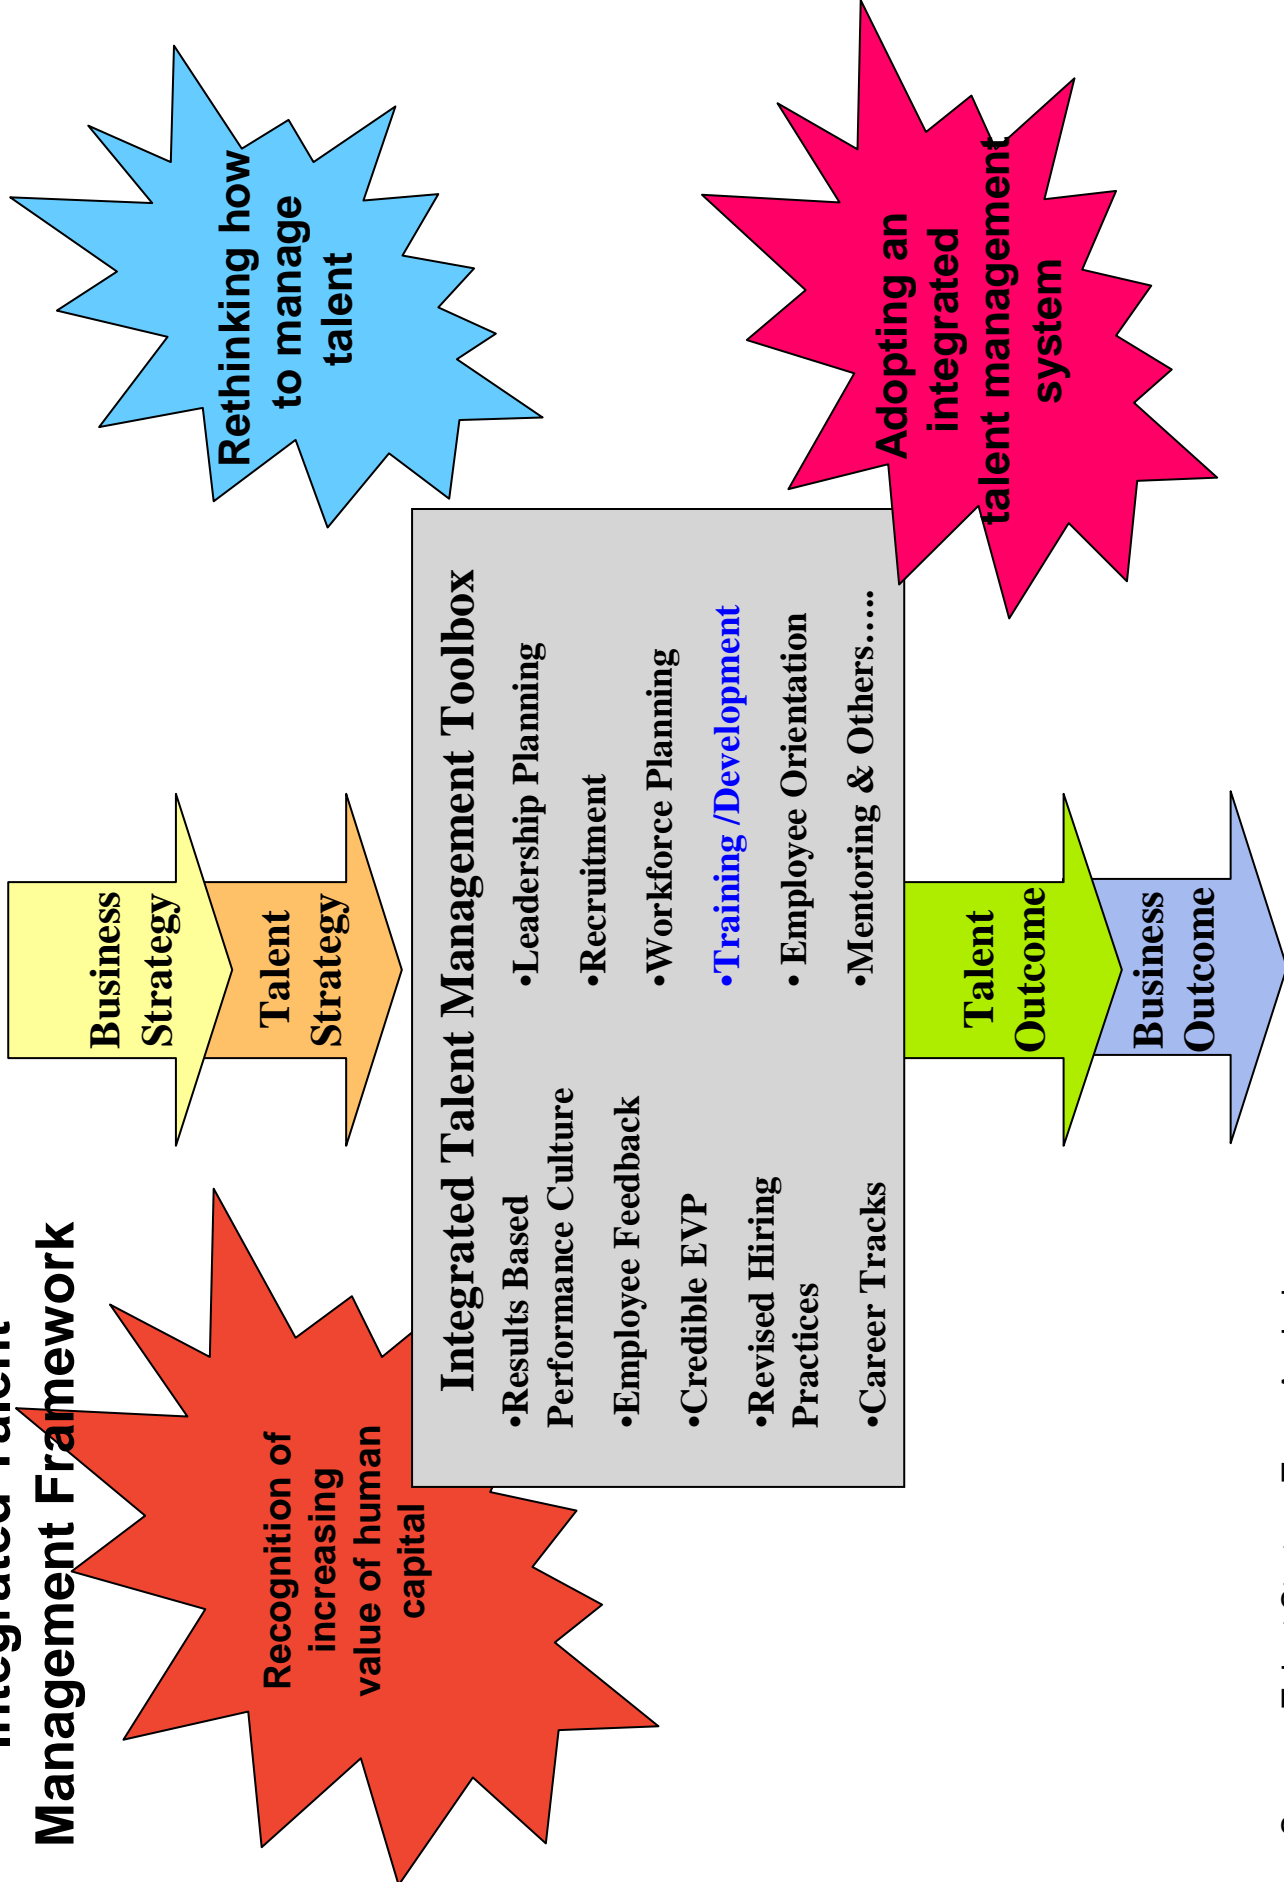 Integrated Talent
Management Framework
Recognition of
increasing
value of human
capital
Business
Strategy
Talent
Strategy
Rethinking how
to manage
talent
Integrated Talent Management Toolbox
•Results Based
Performance Culture
•Employee Feedback
•Credible EVP
•Revised Hiring
Practices
•Career Tracks
•Leadership Planning
•Recruitment
•Workforce Planning
•Training /Development
• Employee Orientation
•Mentoring & Others…..
Adopting an
integrated
talent management
system
Talent
Outcome
Business
Outcome